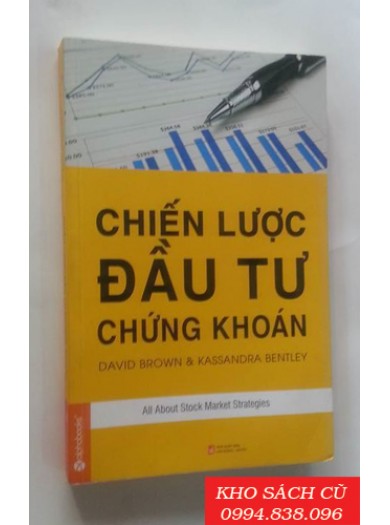 CHIẾN LƯỢC
ĐẦU TƯ
CHỨNG KHOÁN
DAVID BROWN & KASSANDRA BENTLEY
All About Stock Market Strategies
alphabooks
KHO SÁCH CŨ
0994.838.096